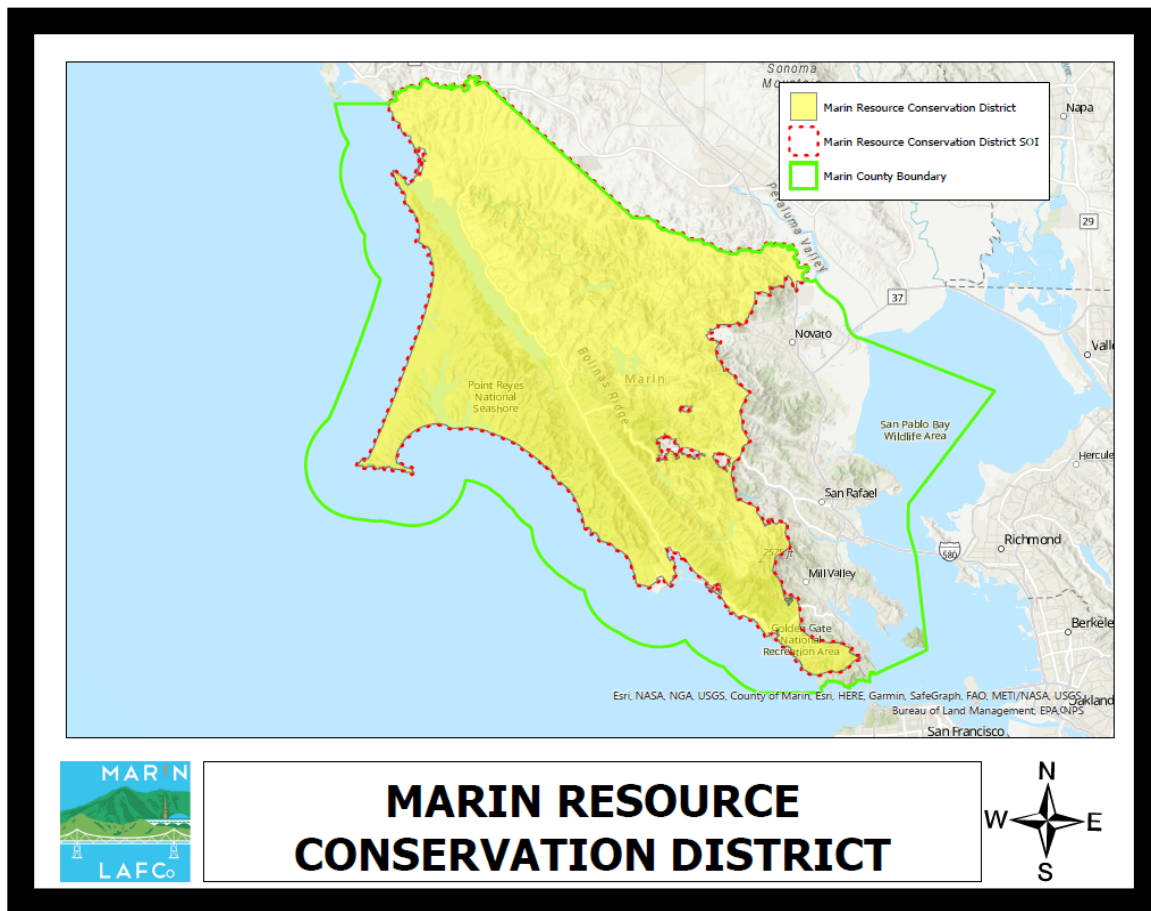 Sonoma
Mountain
Napa
Marin Resource Conservation District
Marin Resource Conservation District SOI
Marin County Boundary
Petaluma Valley
29
37
Novato
Valle
Bolinas Ridge
Marin
Point Reyes
National
Seashore
San Pablo Bay
Wildlife Area
Hercule
San Rafael
Richmond
580
Mill Valley
Berkele
Golden Gate
National
Recreation Area
Esri, NASA, NGA, USGS, County of Marin, Esri, HERE, Garmin, SafeGraph, FAO, METI/NASA, USGS,
Bureau of Land Management, EPA, NPS
Oakland
San Francisco
MARIN
LAFCo
MARIN RESOURCE
CONSERVATION DISTRICT
N
W E
S